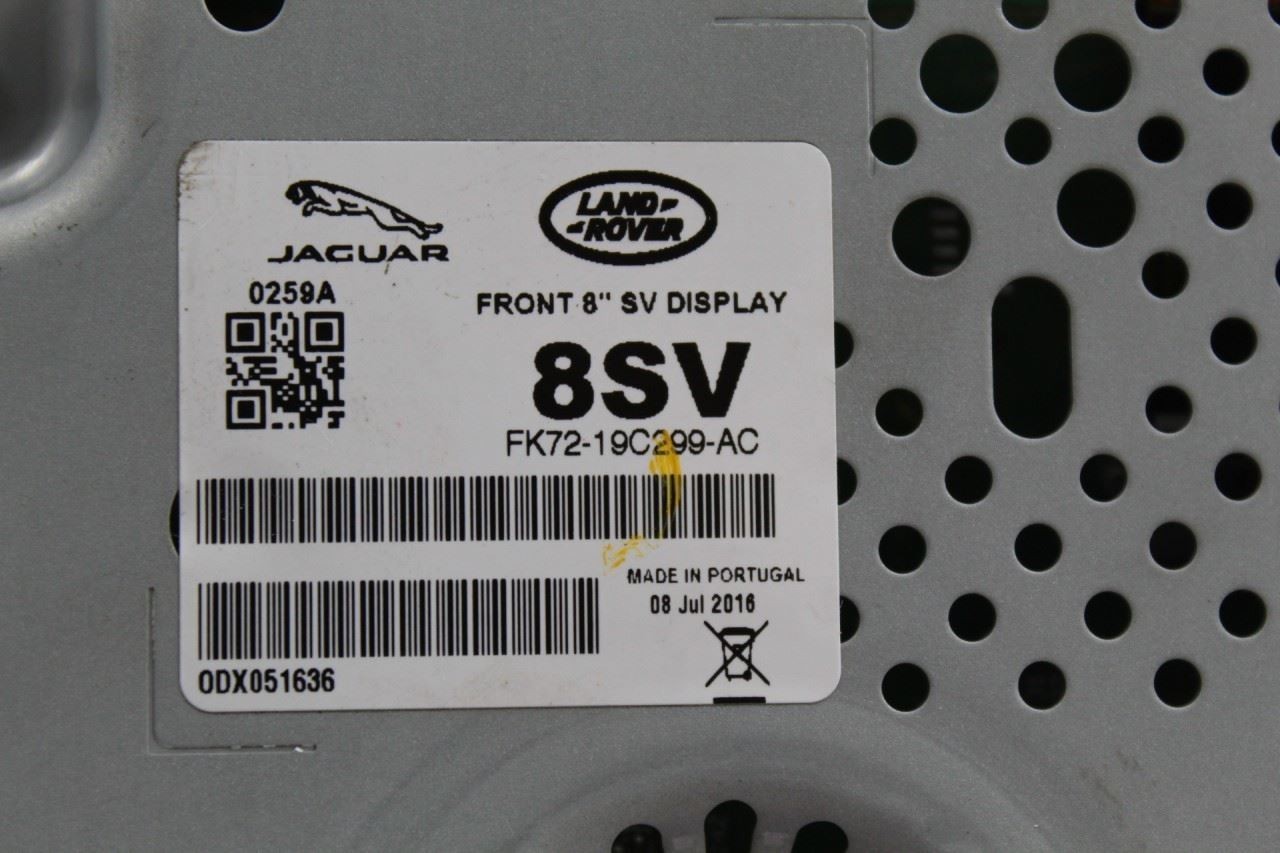 JAGUAR
LAND
ROVER
0259A
FRONT 8" SV DISPLAY
8SV
FK72-19C299-AC
MADE IN PORTUGAL
08 Jul 2016
ODX051636